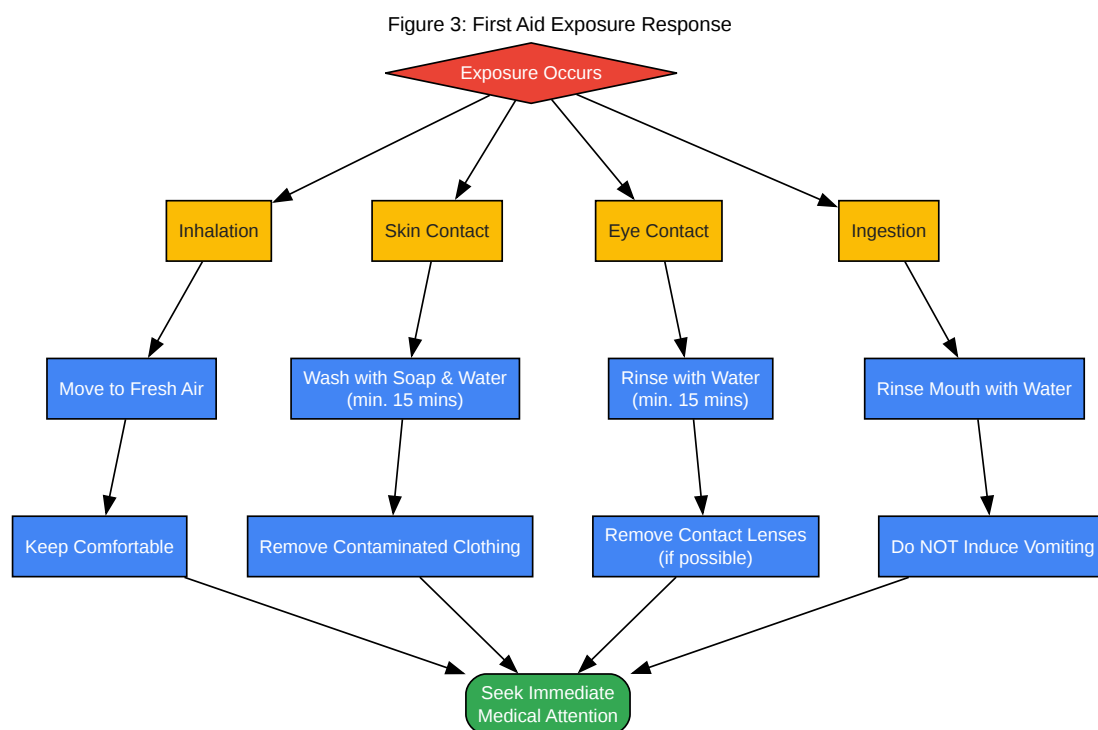 Figure 3: First Aid Exposure Response
Exposure Occurs
Inhalation
Skin Contact
Eye Contact
Ingestion
Move to Fresh Air
Wash with Soap & Water
(min. 15 mins)
Rinse with Water
(min. 15 mins)
Rinse Mouth with Water
Keep Comfortable
Remove Contaminated Clothing
Remove Contact Lenses
(if possible)
Do NOT Induce Vomiting
Seek Immediate
Medical Attention